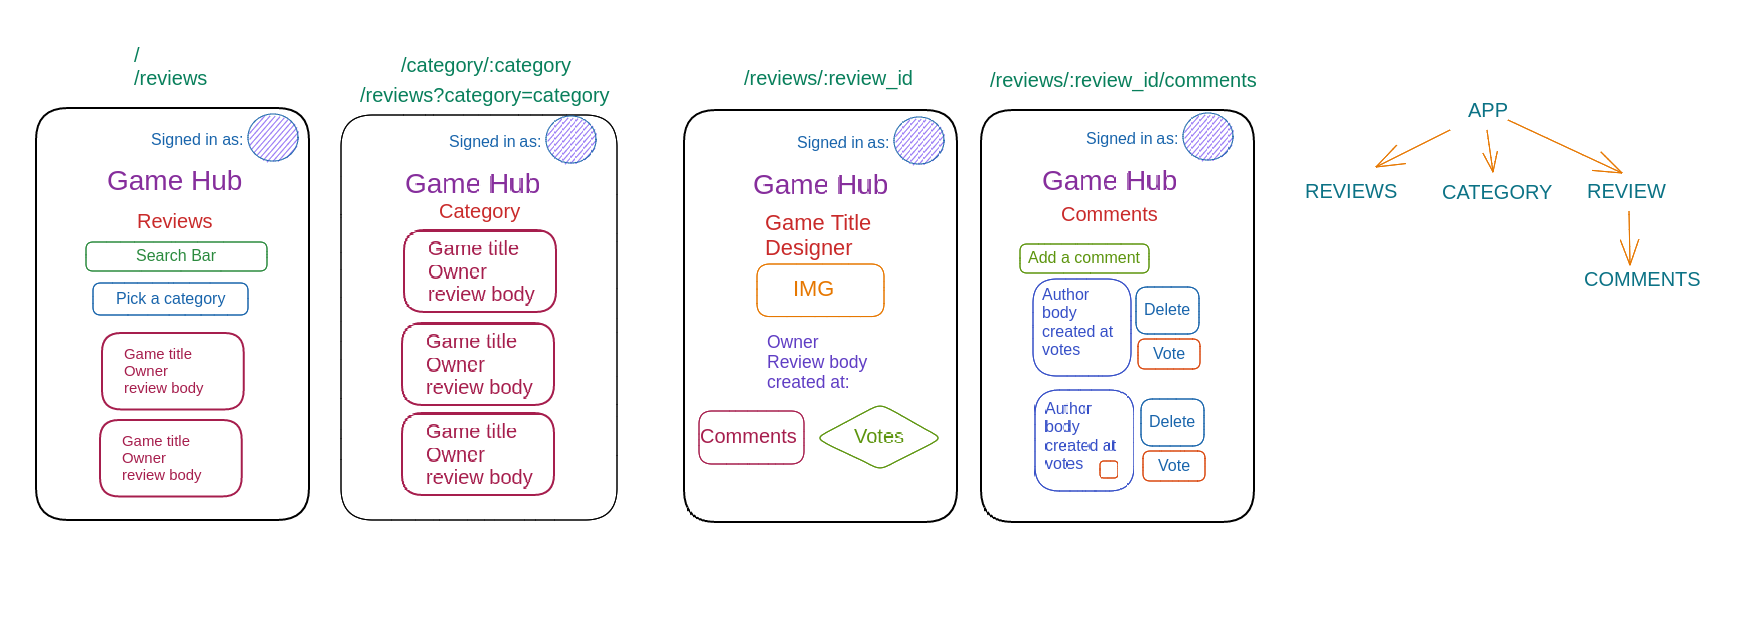 /
/reviews
Signed in as:
Game Hub
Reviews
Search Bar
Pick a category
Game title
Owner
review body
Game title
Owner
review body
/category/:category
/reviews?category=category
Signed in as:
Game Hub
Category
Game title
Owner
review body
Game title
Owner
review body
Game title
Owner
review body
/reviews/:review_id
Signed in as:
Game Hub
Game Title
Designer
IMG
Owner
Review body
created at:
Comments
Votes
/reviews/:review_id/comments
Signed in as:
Game Hub
Comments
Add a comment
Author
body
created at
votes
Delete
Vote
Author
body
created at
votes
Delete
Vote
APP
REVIEWS
CATEGORY
REVIEW
COMMENTS